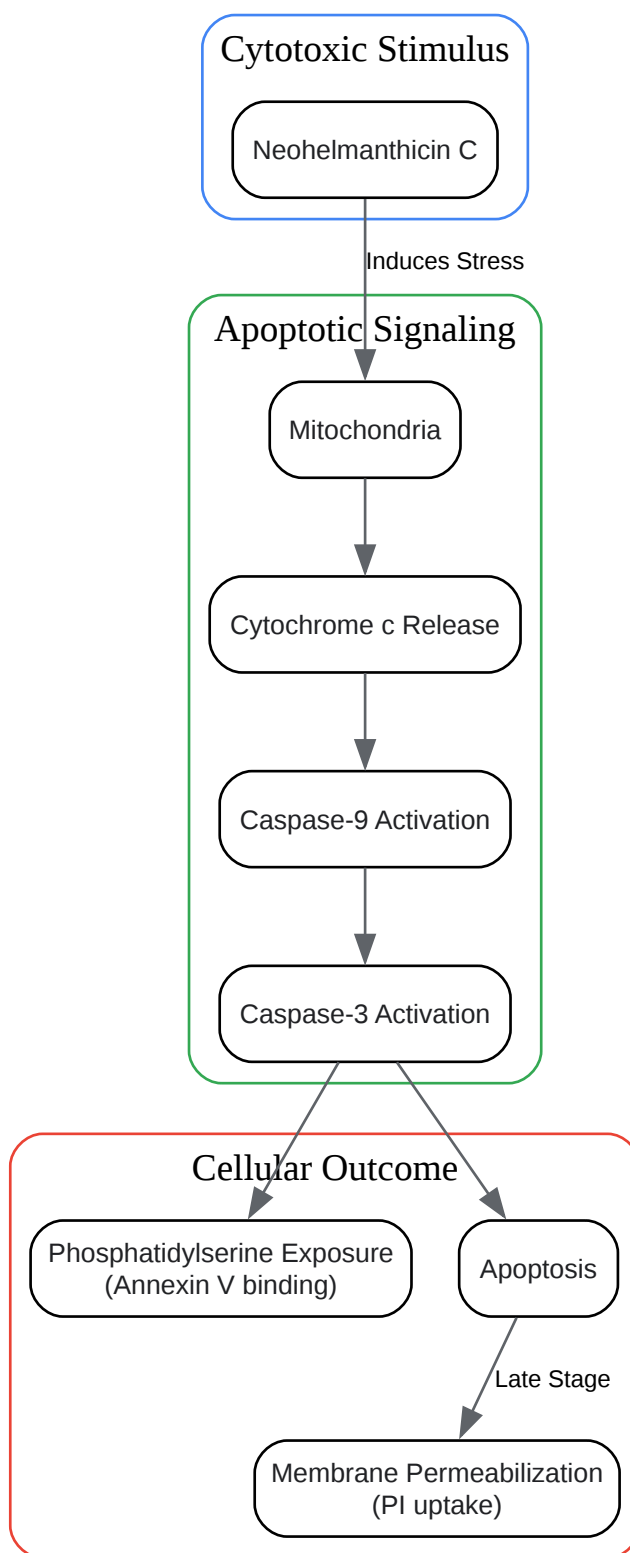 Cytotoxic Stimulus
Neohelmanthicin C
Induces Stress
Apoptotic Signaling
Mitochondria
Cytochrome c Release
Caspase-9 Activation
Caspase-3 Activation
Cellular Outcome
Phosphatidylserine Exposure
(Annexin V binding)
Apoptosis
Late Stage
Membrane Permeabilization
(PI uptake)